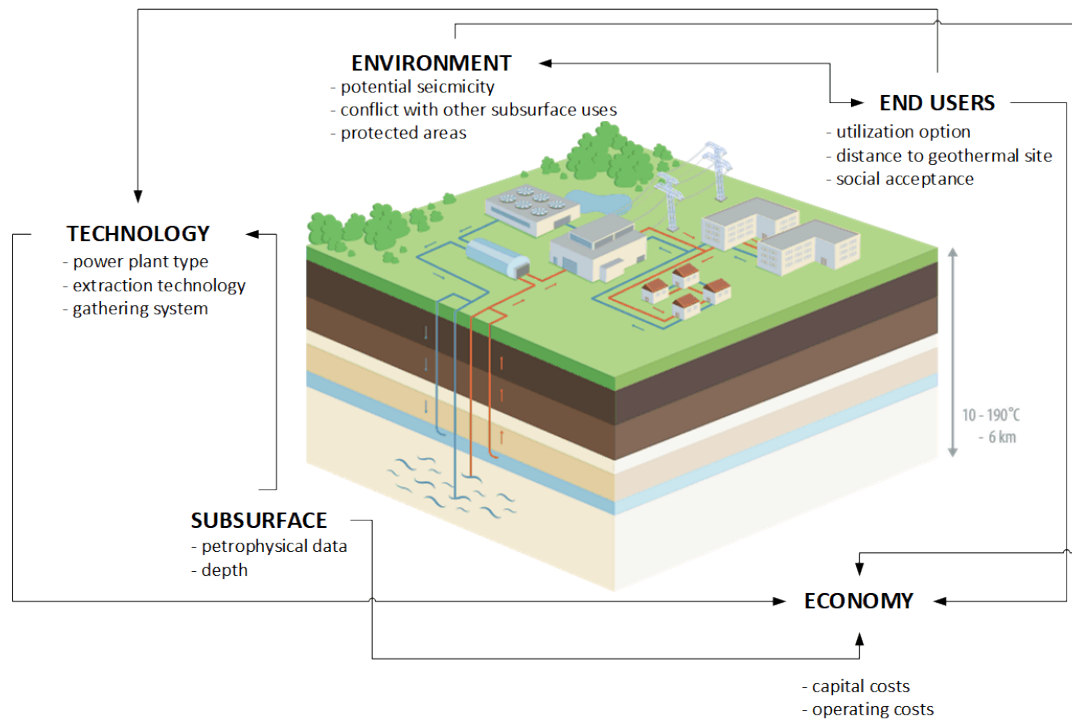 ENVIRONMENT
- potential seicmicity
- conflict with other subsurface uses
- protected areas
END USERS
- utilization option
- distance to geothermal site
- social acceptance
TECHNOLOGY
- power plant type
- extraction technology
- gathering system
10 - 190°C
- 6 km
SUBSURFACE
- petrophysical data
- depth
ECONOMY
- capital costs
- operating costs